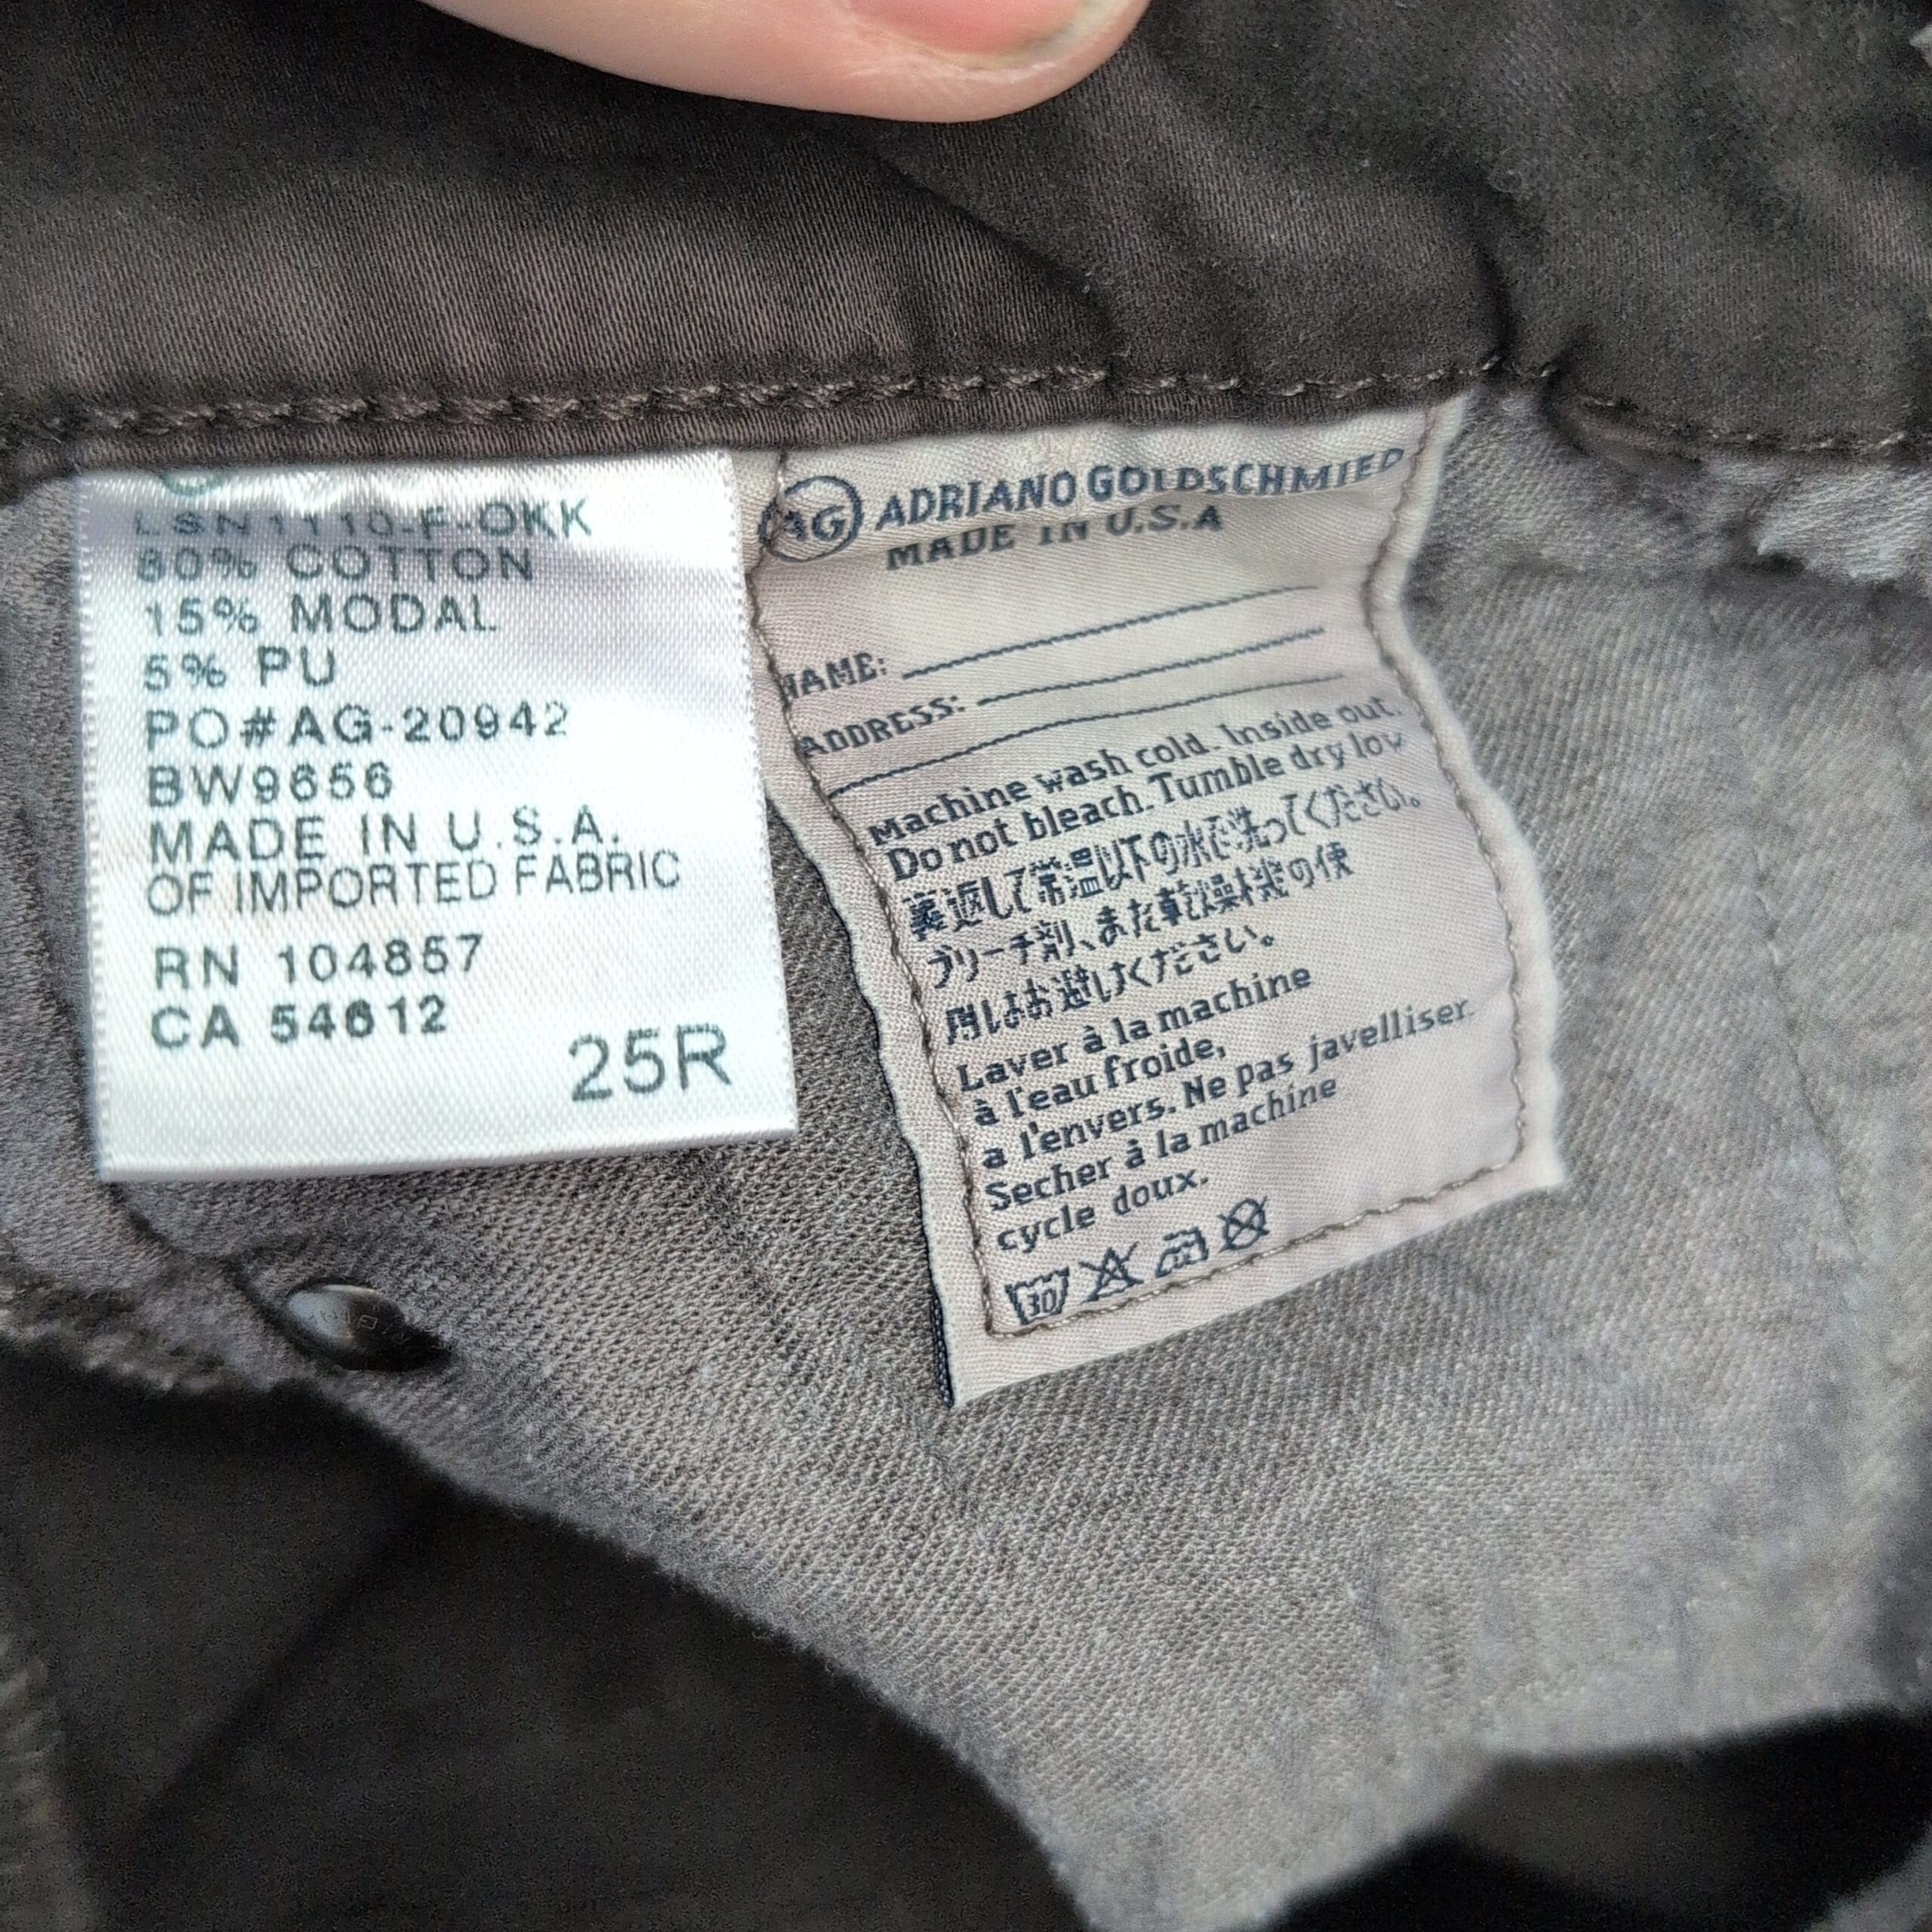 LSN1110-F-OKK
80% COTTON
15% MODAL
5% PU
PO#AG-20942
BW9656
MADE IN U.S.A.
OF IMPORTED FABRIC
RN 104857
CA 54612
25R
AG ADRIANO GOLDSCHMIED
MADE IN U.S.A
NAME:
ADDRESS:
Machine wash cold. Inside out.
Do not bleach. Tumble dry low
裏返して常温以下の水で洗ってください。
ブリーチ剤、また乾燥機の使
用はお避けください。
Laver à la machine
à l'eau froide,
a l'envers. Ne pas javelliser.
Secher à la machine
cycle doux.
30